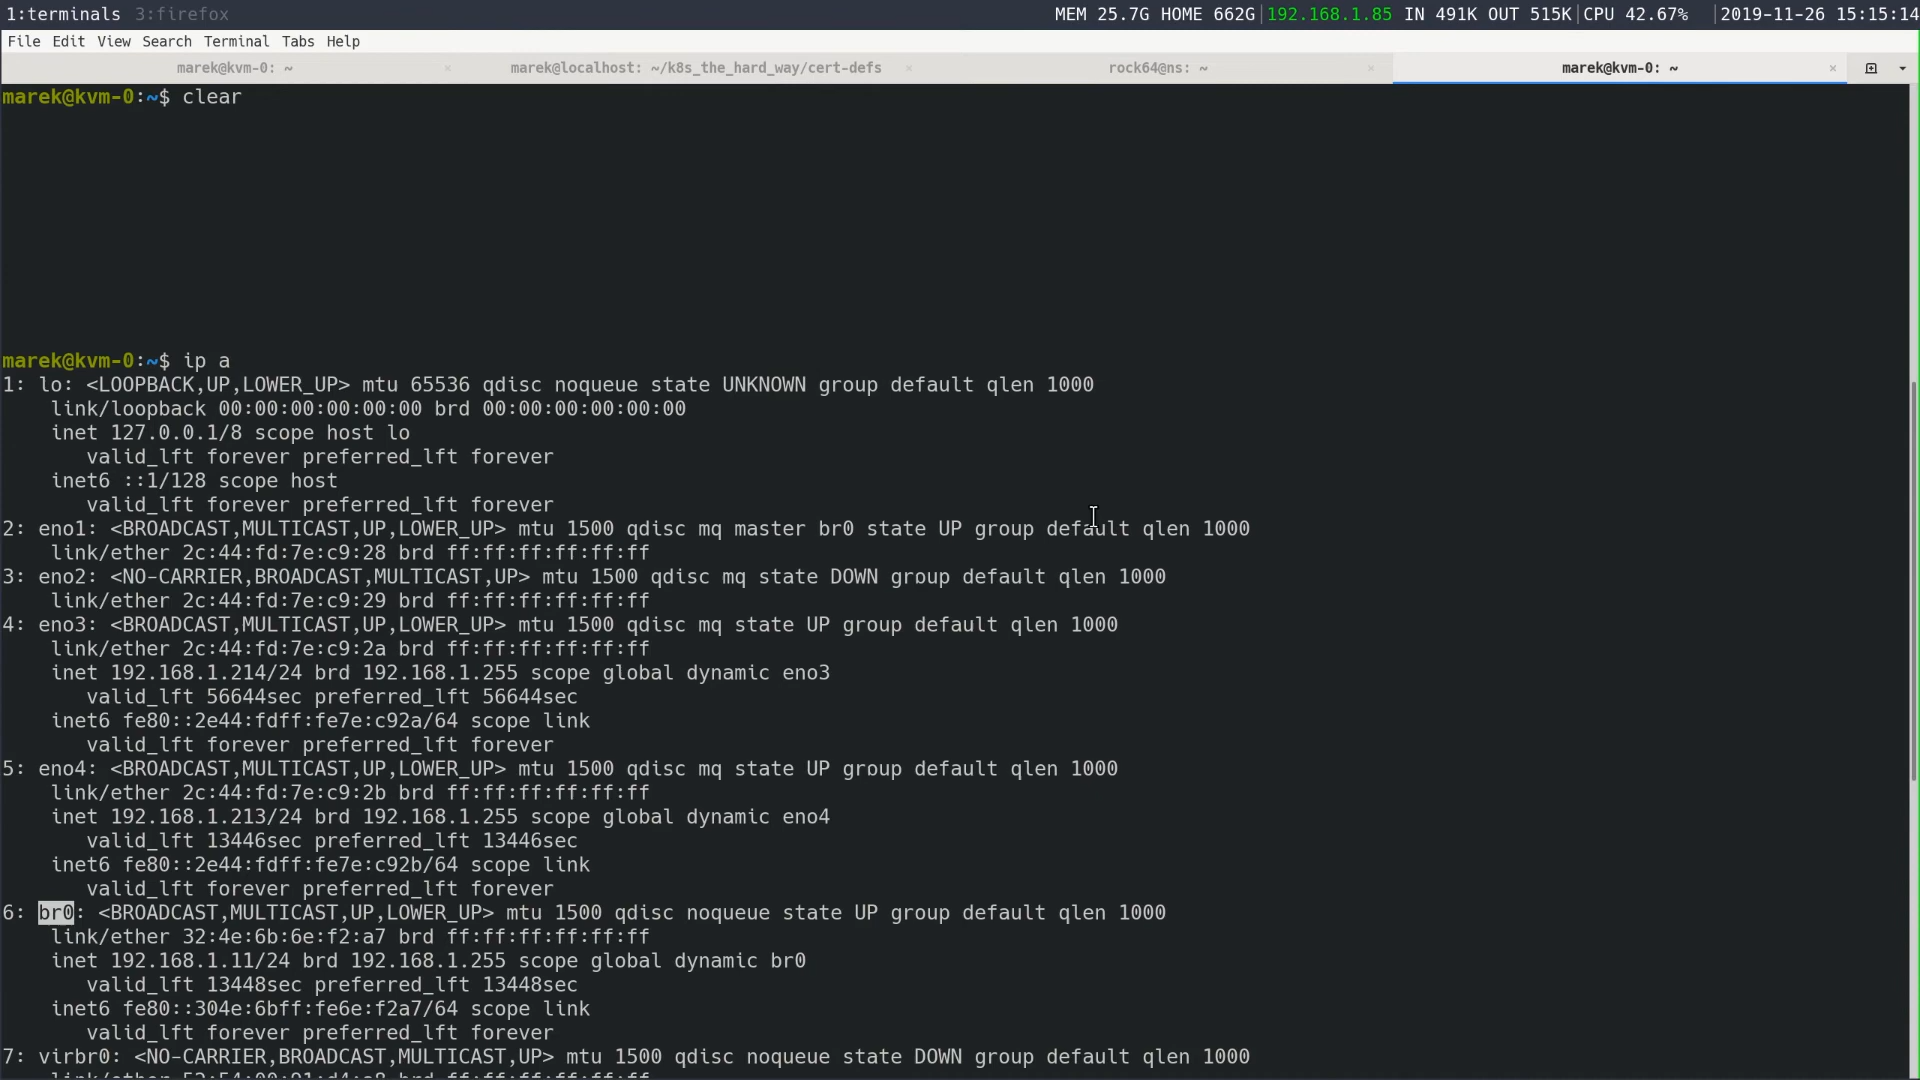 1:terminals 3:firefox MEM 25.7G HOME 662G|192.168.1.85 IN 491K OUT 515K|CPU 42.67% |2019-11-26 15:15:14
File Edit View Search Terminal Tabs Help
marek@kvm-0: ~ × marek@localhost: ~/k8s_the_hard_way/cert-defs × rock64@ns: ~ × marek@kvm-0: ~ ×
marek@kvm-0:~$ clear
marek@kvm-0:~$ ip a
1: lo: <LOOPBACK,UP,LOWER_UP> mtu 65536 qdisc noqueue state UNKNOWN group default qlen 1000
    link/loopback 00:00:00:00:00:00 brd 00:00:00:00:00:00
    inet 127.0.0.1/8 scope host lo
       valid_lft forever preferred_lft forever
    inet6 ::1/128 scope host
       valid_lft forever preferred_lft forever
2: eno1: <BROADCAST,MULTICAST,UP,LOWER_UP> mtu 1500 qdisc mq master br0 state UP group default qlen 1000
    link/ether 2c:44:fd:7e:c9:28 brd ff:ff:ff:ff:ff:ff
3: eno2: <NO-CARRIER,BROADCAST,MULTICAST,UP> mtu 1500 qdisc mq state DOWN group default qlen 1000
    link/ether 2c:44:fd:7e:c9:29 brd ff:ff:ff:ff:ff:ff
4: eno3: <BROADCAST,MULTICAST,UP,LOWER_UP> mtu 1500 qdisc mq state UP group default qlen 1000
    link/ether 2c:44:fd:7e:c9:2a brd ff:ff:ff:ff:ff:ff
    inet 192.168.1.214/24 brd 192.168.1.255 scope global dynamic eno3
       valid_lft 56644sec preferred_lft 56644sec
    inet6 fe80::2e44:fdff:fe7e:c92a/64 scope link
       valid_lft forever preferred_lft forever
5: eno4: <BROADCAST,MULTICAST,UP,LOWER_UP> mtu 1500 qdisc mq state UP group default qlen 1000
    link/ether 2c:44:fd:7e:c9:2b brd ff:ff:ff:ff:ff:ff
    inet 192.168.1.213/24 brd 192.168.1.255 scope global dynamic eno4
       valid_lft 13446sec preferred_lft 13446sec
    inet6 fe80::2e44:fdff:fe7e:c92b/64 scope link
       valid_lft forever preferred_lft forever
6: br0: <BROADCAST,MULTICAST,UP,LOWER_UP> mtu 1500 qdisc noqueue state UP group default qlen 1000
    link/ether 32:4e:6b:6e:f2:a7 brd ff:ff:ff:ff:ff:ff
    inet 192.168.1.11/24 brd 192.168.1.255 scope global dynamic br0
       valid_lft 13448sec preferred_lft 13448sec
    inet6 fe80::304e:6bff:fe6e:f2a7/64 scope link
       valid_lft forever preferred_lft forever
7: virbr0: <NO-CARRIER,BROADCAST,MULTICAST,UP> mtu 1500 qdisc noqueue state DOWN group default qlen 1000